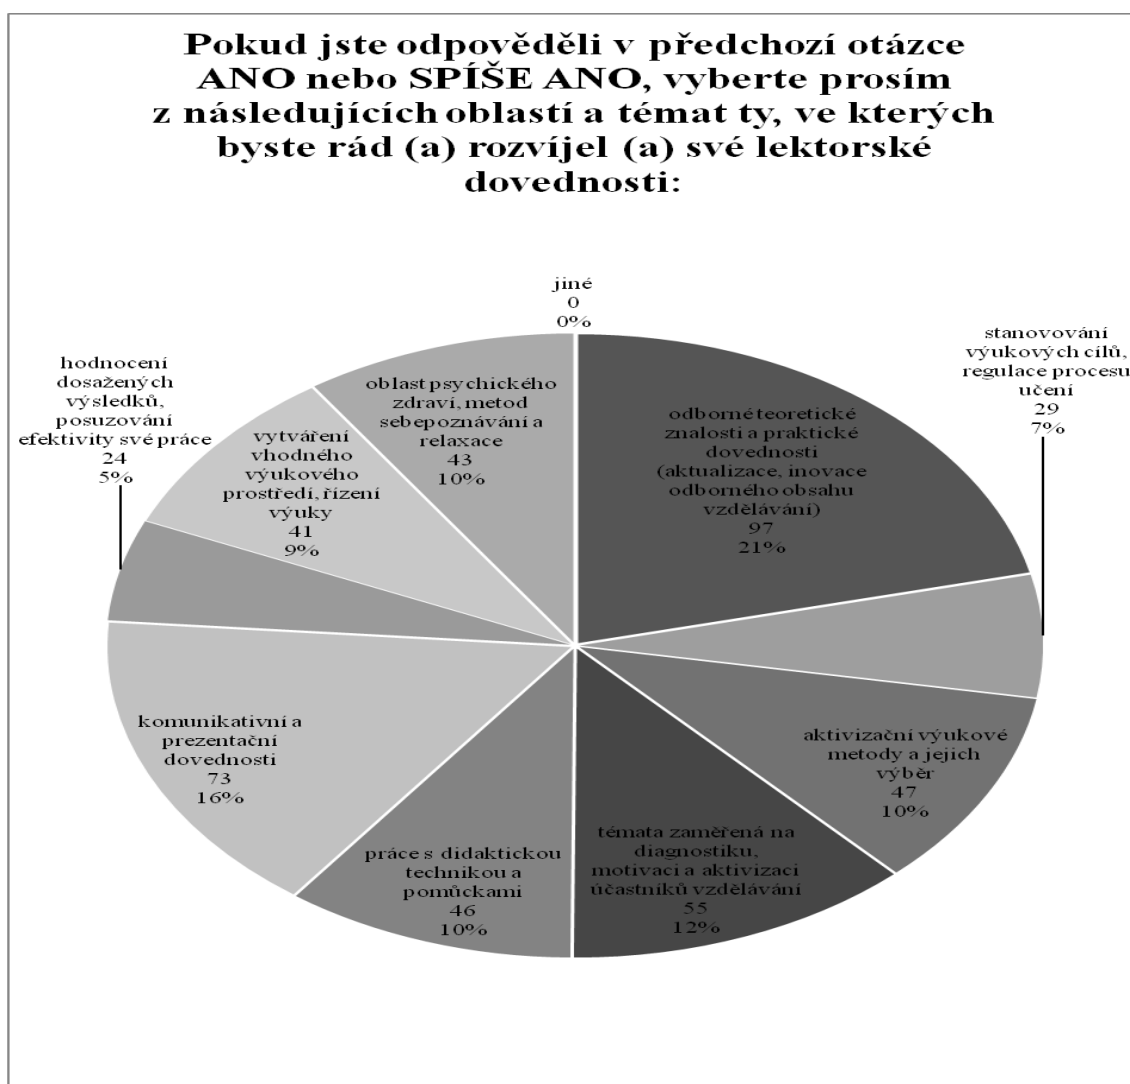 Pokud jste odpověděli v předchozí otázce
ANO nebo SPÍŠE ANO, vyberte prosím
z následujících oblastí a témat ty, ve kterých
byste rád (a) rozvíjel (a) své lektorské
dovednosti:
jiné
0
0%
stanovování
výukových cílů,
regulace procesu
učení
29
7%
hodnocení
dosažených
výsledků,
posuzování
efektivity své práce
24
5%
oblast psychického
zdraví, metod
sebepoznávání a
relaxace
43
10%
odborné teoretické
znalosti a praktické
dovednosti
(aktualizace, inovace
odborného obsahu
vzdělávání)
97
21%
vytváření
vhodného
výukového
prostředí, řízení
výuky
41
9%
komunikativní a
prezentační
dovednosti
73
16%
aktivizační výukové
metody a jejich
výběr
47
10%
práce s didaktickou
technikou a
pomůckami
46
10%
témata zaměřená na
diagnostiku,
motivaci a aktivizaci
účastníků vzdělávání
55
12%